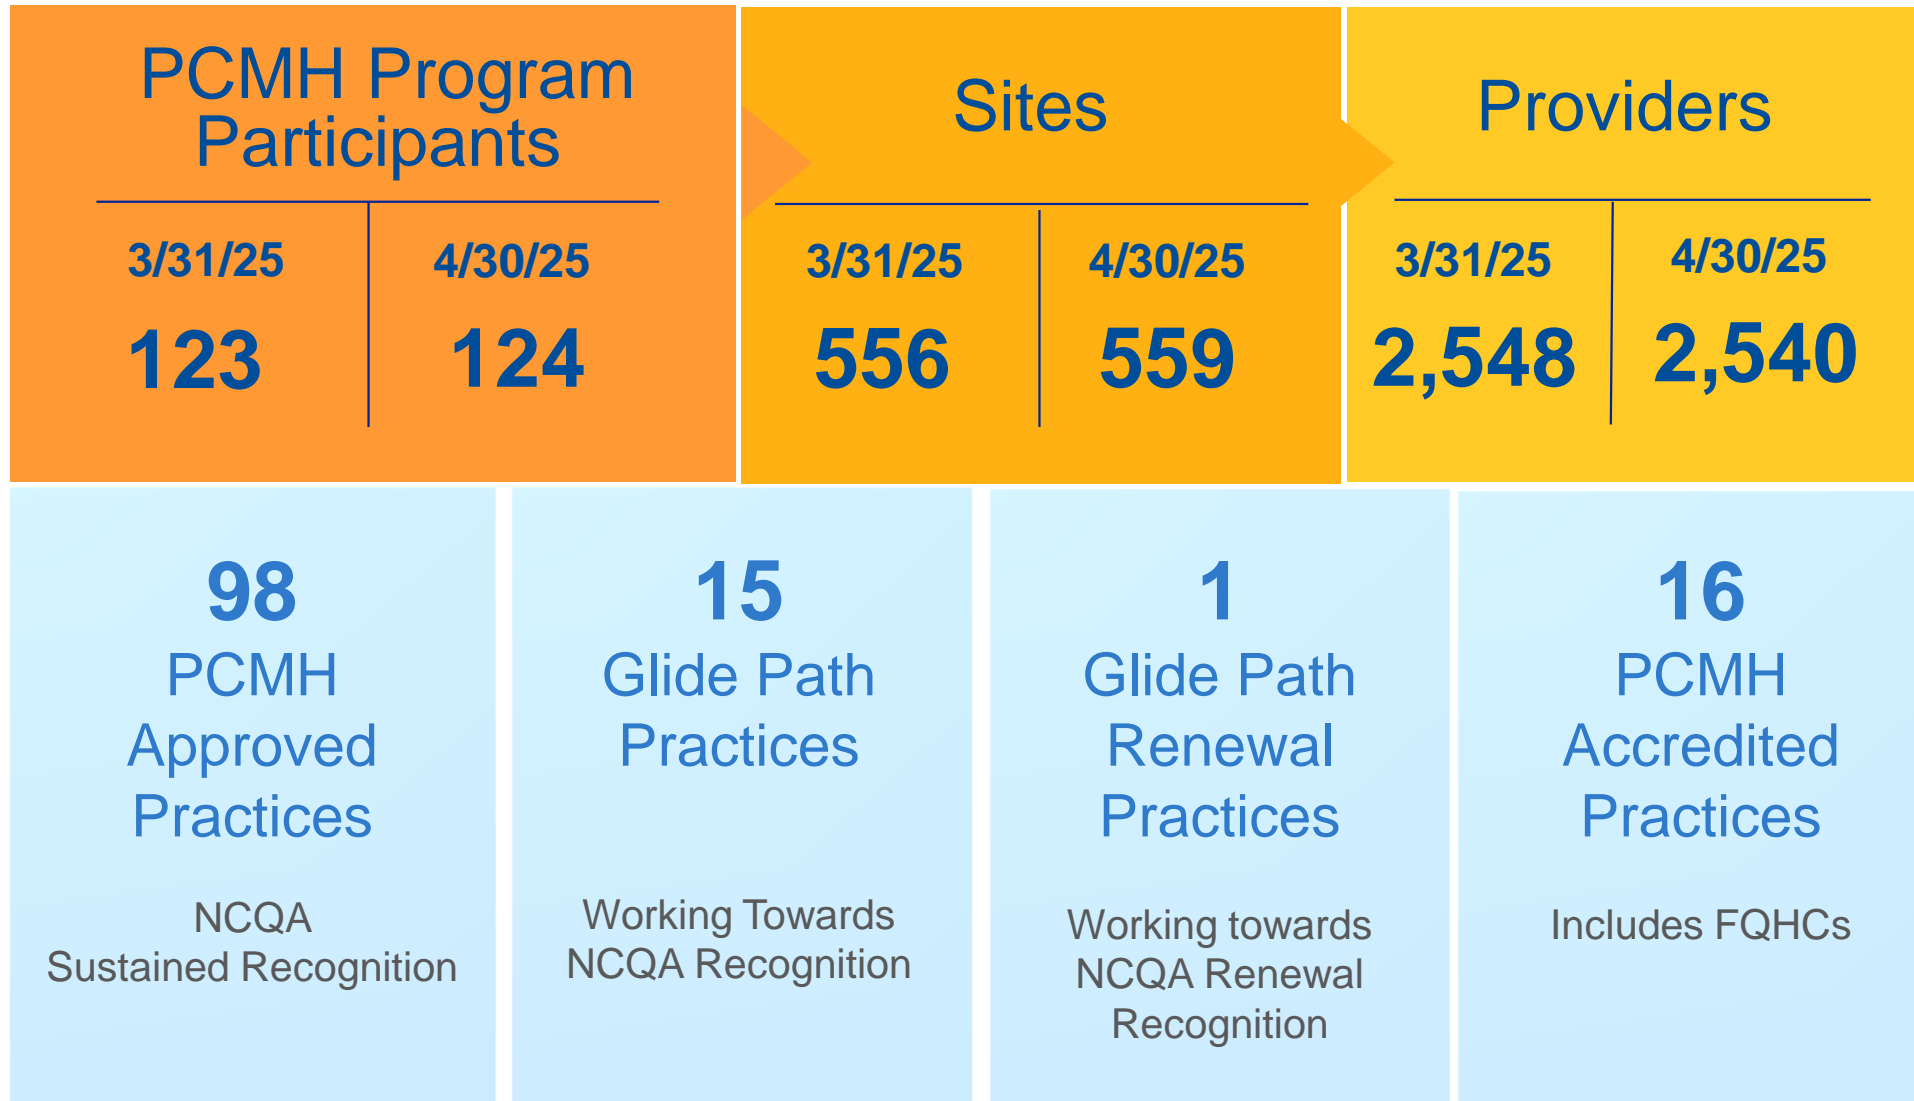 PCMH Program
Participants
3/31/25
4/30/25
123
124
Sites
3/31/25
4/30/25
556
559
Providers
3/31/25
4/30/25
2,548
2,540
98
PCMH
Approved
Practices
NCQA
Sustained Recognition
15
Glide Path
Practices
Working Towards
NCQA Recognition
1
Glide Path
Renewal
Practices
Working towards
NCQA Renewal
Recognition
16
PCMH
Accredited
Practices
Includes FQHCs